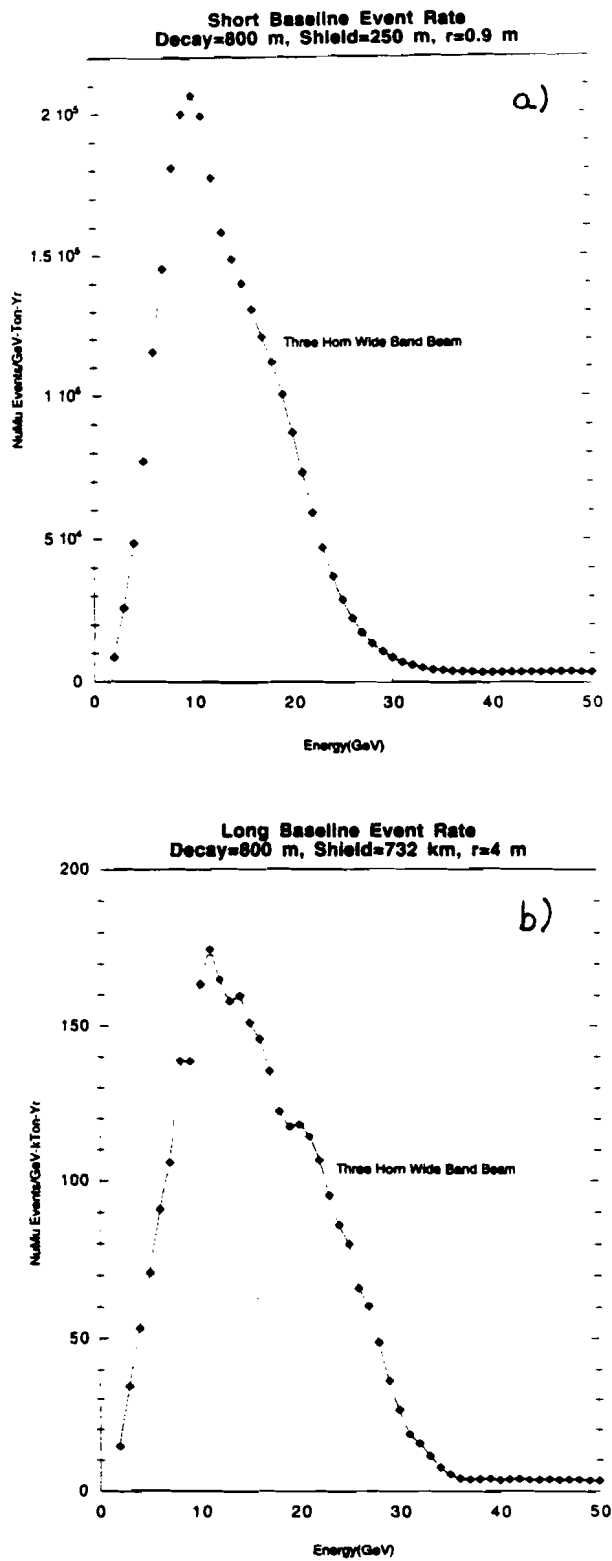 Short Baseline Event Rate
Decay=800 m, Shield=250 m, r=0.9 m
a)
2 10⁵
1.5 10⁵
1 10⁵
5 10⁴
0
NuMu Events/GeV-Ton-Yr
Three Horn Wide Band Beam
0 10 20 30 40 50
Energy(GeV)
Long Baseline Event Rate
Decay=800 m, Shield=732 km, r=4 m
b)
200
150
100
50
0
NuMu Events/GeV-kTon-Yr
Three Horn Wide Band Beam
0 10 20 30 40 50
Energy(GeV)